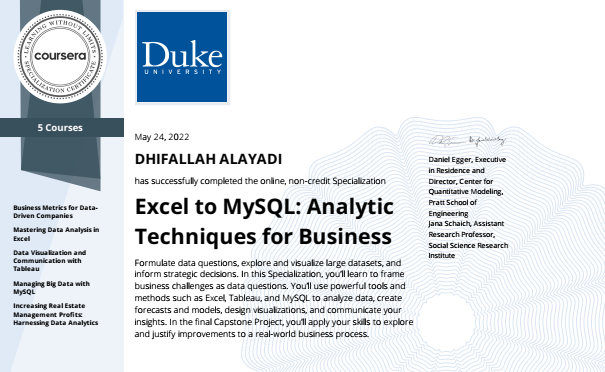 LEARNING WITHOUT LIMITS
coursera
SPECIALIZATION CERTIFICATE
5 Courses
Business Metrics for Data-
Driven Companies
Mastering Data Analysis in
Excel
Data Visualization and
Communication with
Tableau
Managing Big Data with
MySQL
Increasing Real Estate
Management Profits:
Harnessing Data Analytics
Duke
UNIVERSITY
May 24, 2022
DHIFALLAH ALAYADI
has successfully completed the online, non-credit Specialization
Excel to MySQL: Analytic
Techniques for Business
Formulate data questions, explore and visualize large datasets, and
inform strategic decisions. In this Specialization, you'll learn to frame
business challenges as data questions. You'll use powerful tools and
methods such as Excel, Tableau, and MySQL to analyze data, create
forecasts and models, design visualizations, and communicate your
insights. In the final Capstone Project, you'll apply your skills to explore
and justify improvements to a real-world business process.
Daniel Egger, Executive
in Residence and
Director, Center for
Quantitative Modeling,
Pratt School of
Engineering
Jana Schaich, Assistant
Research Professor,
Social Science Research
Institute